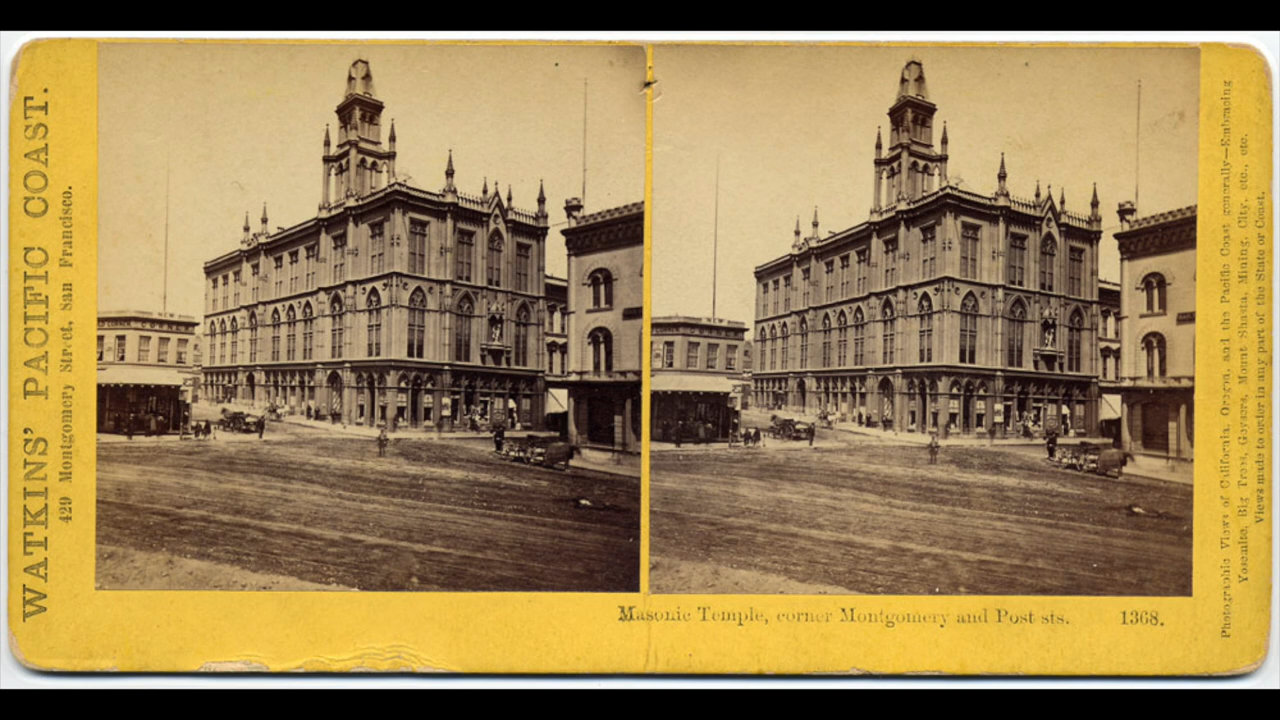 WATKINS' PACIFIC COAST.
429 Montgomery Street, San Francisco.
Masonic Temple, corner Montgomery and Post sts. 1368.
Photographic Views of California, Oregon, and the Pacific Coast generally—Embracing
Yosemite, Big Trees, Geysers, Mount Shasta, Mining, City, etc., etc.
Views made to order in any part of the State or Coast.